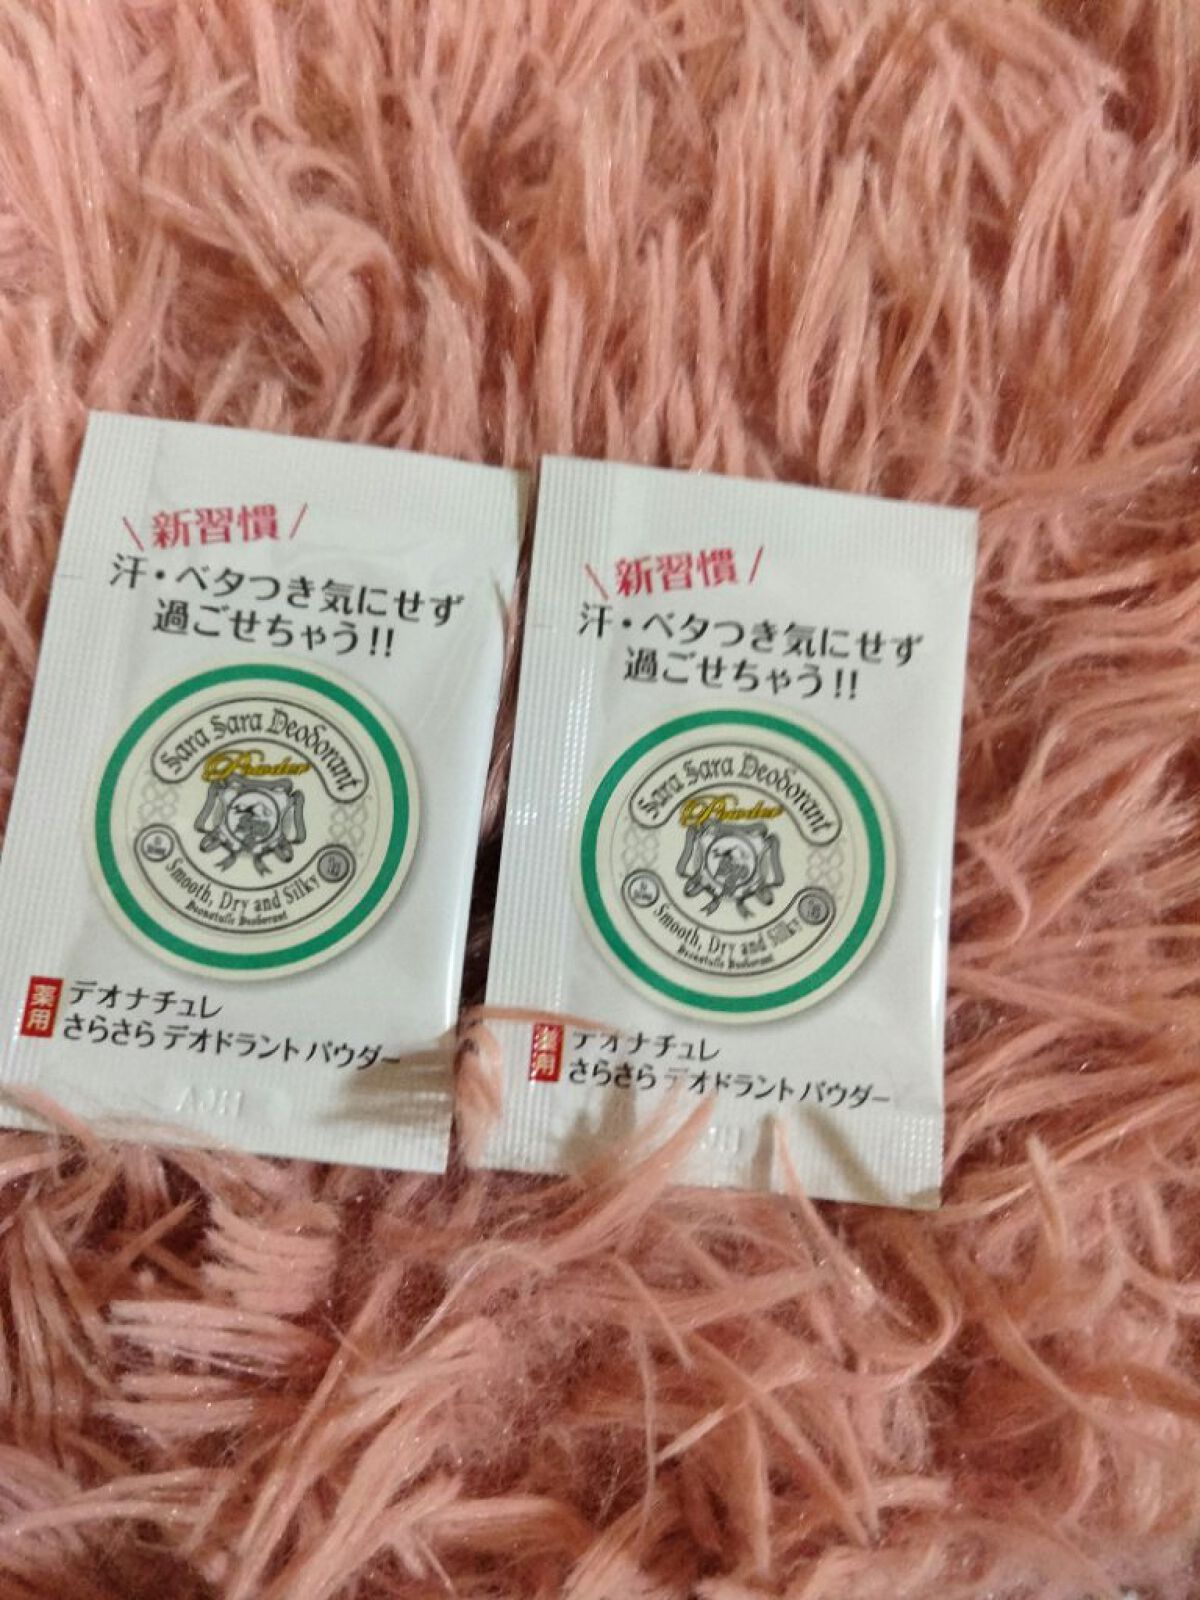 \新習慣/
汗・ベタつき気にせず
過ごせちゃう!!
Sara Sara Deodorant
Powder
Smooth, Dry and Silky
Deonatulle Deodorant
薬用
デオナチュレ
さらさら デオドラント パウダー
\新習慣/
汗・ベタつき気にせず
過ごせちゃう!!
Sara Sara Deodorant
Powder
Smooth, Dry and Silky
Deonatulle Deodorant
薬用
デオナチュレ
さらさら デオドラント パウダー